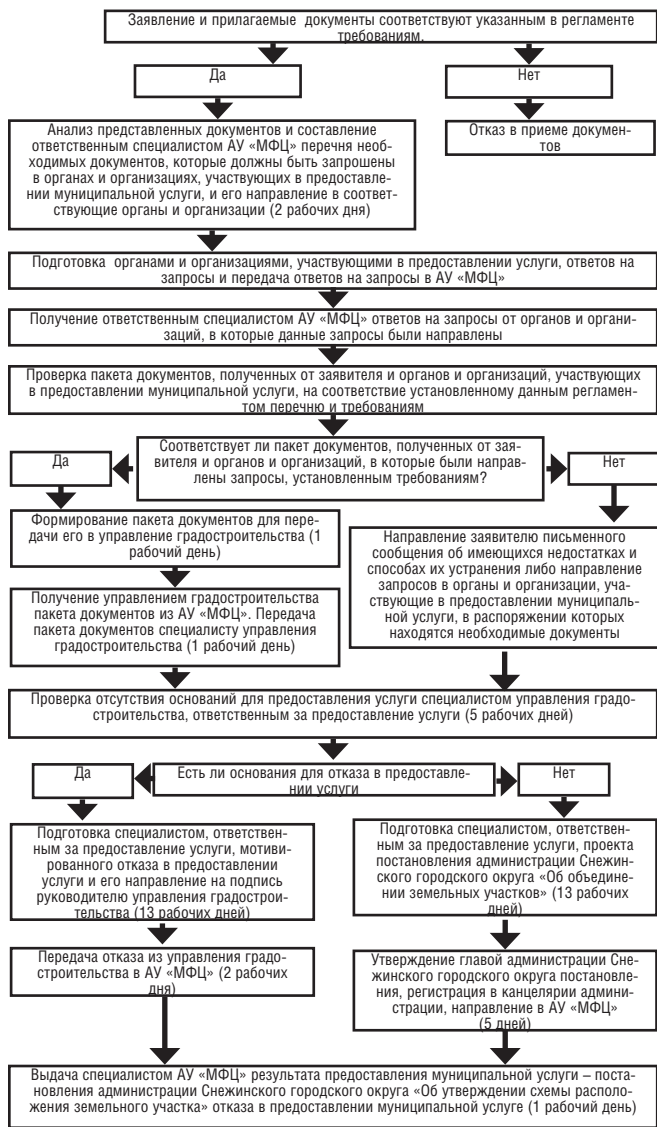 Заявление и прилагаемые документы соответствуют указанным в регламенте
требованиям.
Да
Нет
Анализ представленных документов и составление
ответственным специалистом АУ «МФЦ» перечня необ-
ходимых документов, которые должны быть запрошены
в органах и организациях, участвующих в предоставле-
нии муниципальной услуги, и его направление в соответ-
ствующие органы и организации (2 рабочих дня)
Отказ в приеме докумен-
тов
Подготовка органами и организациями, участвующими в предоставлении услуги, ответов на
запросы и передача ответов на запросы в АУ «МФЦ»
Получение ответственным специалистом АУ «МФЦ» ответов на запросы от органов и органи-
заций, в которые данные запросы были направлены
Проверка пакета документов, полученных от заявителя и органов и организаций, участвующих
в предоставлении муниципальной услуги, на соответствие установленному данным регламен-
том перечню и требованиям
Соответствует ли пакет документов, полученных от зая-
вителя и органов и организаций, в которые были направ-
лены запросы, установленным требованиям?
Да
Нет
Формирование пакета документов для пере-
дачи его в управление градостроительства (1
рабочий день)
Направление заявителю письменного
сообщения об имеющихся недостатках и
способах их устранения либо направление
запросов в органы и организации, уча-
ствующие в предоставлении муниципаль-
ной услуги, в распоряжении которых
находятся необходимые документы
Получение управлением градостроительства
пакета документов из АУ «МФЦ». Передача
пакета документов специалисту управления
градостроительства (1 рабочий день)
Проверка отсутствия оснований для предоставления услуги специалистом управления градо-
строительства, ответственным за предоставление услуги (5 рабочих дней)
Да
Есть ли основания для отказа в предоставле-
нии услуги
Нет
Подготовка специалистом, ответствен-
ным за предоставление услуги, мотиви-
рованного отказа в предоставлении
услуги и его направление на подпись
руководителю управления градострои-
тельства (13 рабочих дней)
Подготовка специалистом, ответствен-
ным за предоставление услуги, проекта
постановления администрации Снежин-
ского городского округа «Об объедине-
нии земельных участков» (13 рабочих
дней)
Передача отказа из управления градо-
строительства в АУ «МФЦ» (2 рабочих
дня)
Утверждение главой администрации Сне-
жинского городского округа постановле-
ния, регистрация в канцелярии админи-
страции, направление в АУ «МФЦ»
(5 дней)
Выдача специалистом АУ «МФЦ» результата предоставления муниципальной услуги – поста-
новления администрации Снежинского городского округа «Об утверждении схемы располо-
жения земельного участка» отказа в предоставлении муниципальной услуге (1 рабочий день)